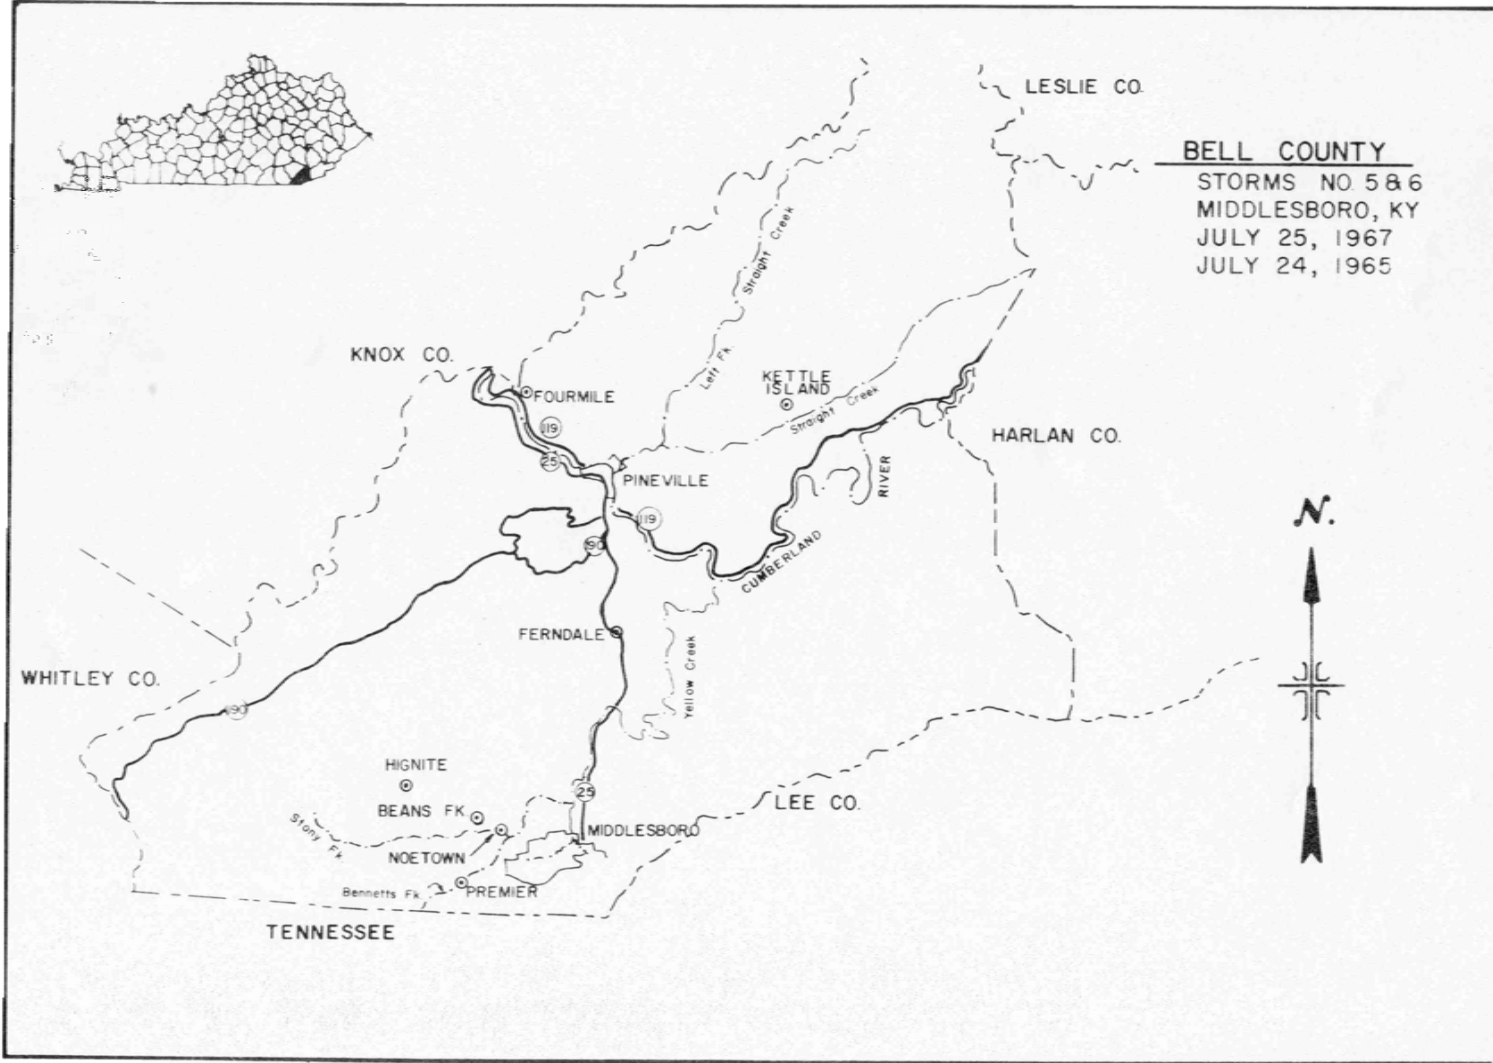 LESLIE CO.
BELL COUNTY
STORMS NO. 5 & 6
MIDDLESBORO, KY
JULY 25, 1967
JULY 24, 1965
Straight Creek
Left Fk.
KNOX CO.
FOURMILE
KETTLE
ISLAND
Straight Creek
119
25
HARLAN CO.
PINEVILLE
RIVER
119
190
CUMBERLAND
N.
FERNDALE
Yellow Creek
WHITLEY CO.
190
HIGNITE
25
BEANS FK
LEE CO.
Stony Fk.
MIDDLESBORO
NOETOWN
Bennetts Fk.
PREMIER
TENNESSEE